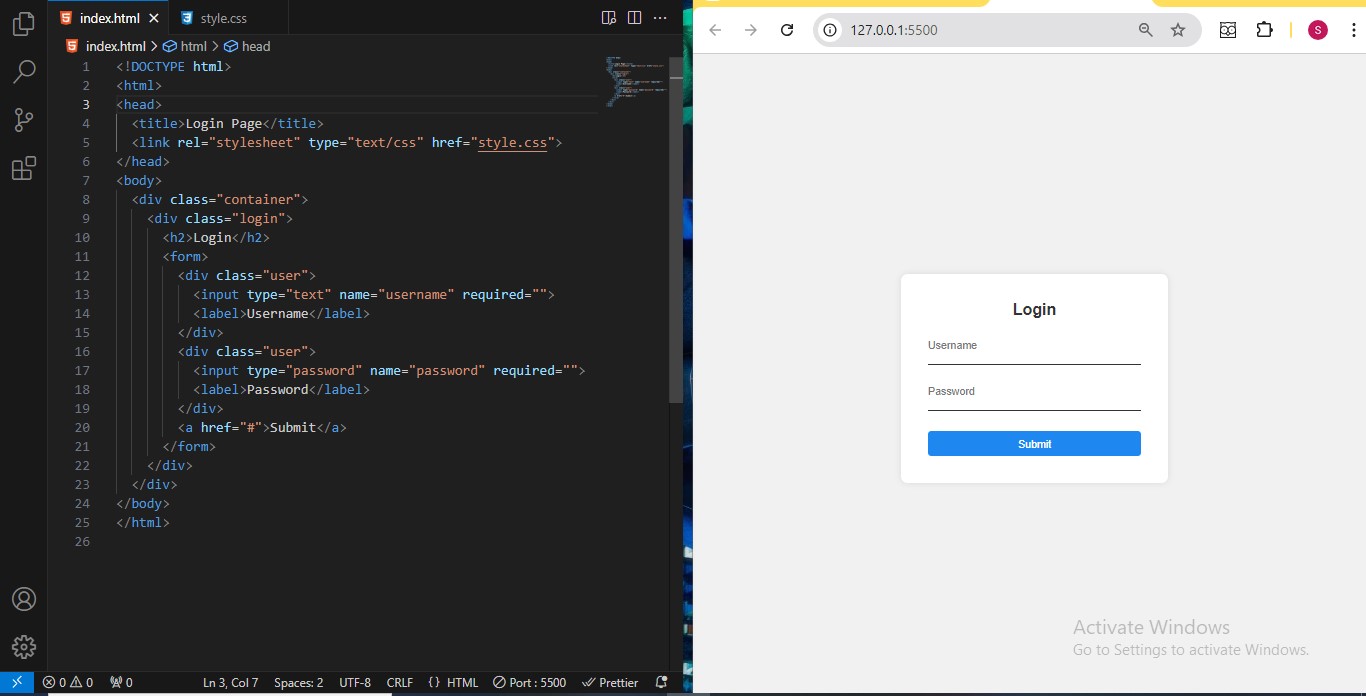 index.html
style.css
index.html > html > head
1 <!DOCTYPE html>
2 <html>
3 <head>
4 <title>Login Page</title>
5 <link rel="stylesheet" type="text/css" href="style.css">
6 </head>
7 <body>
8 <div class="container">
9 <div class="login">
10 <h2>Login</h2>
11 <form>
12 <div class="user">
13 <input type="text" name="username" required="">
14 <label>Username</label>
15 </div>
16 <div class="user">
17 <input type="password" name="password" required="">
18 <label>Password</label>
19 </div>
20 <a href="#">Submit</a>
21 </form>
22 </div>
23 </div>
24 </body>
25 </html>
26
0 0 0 Ln 3, Col 7 Spaces: 2 UTF-8 CRLF {} HTML Port : 5500 Prettier
127.0.0.1:5500
S
Login
Username
Password
Submit
Activate Windows
Go to Settings to activate Windows.